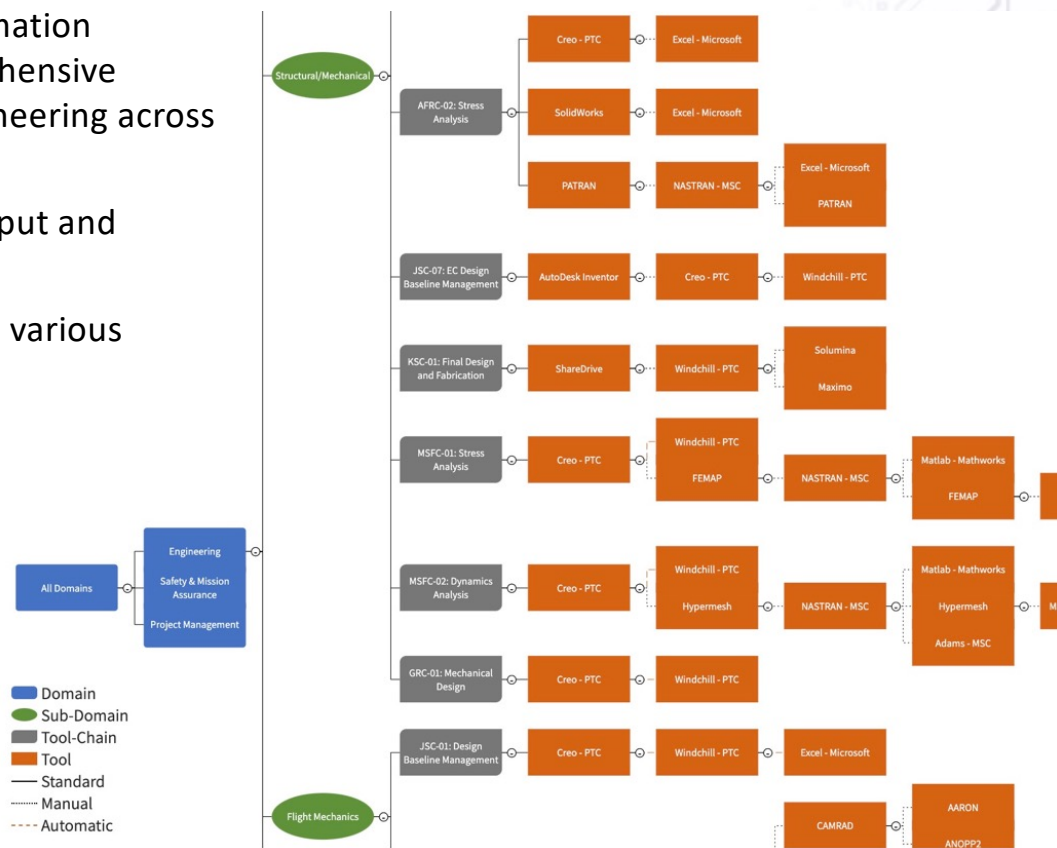 mation
ehensive
neering across
put and
various
Structural/Mechanical
AFRC-02: Stress
Analysis
Creo - PTC
Excel - Microsoft
SolidWorks
Excel - Microsoft
PATRAN
NASTRAN - MSC
Excel - Microsoft
PATRAN
JSC-07: EC Design
Baseline Management
AutoDesk Inventor
Creo - PTC
Windchill - PTC
KSC-01: Final Design
and Fabrication
ShareDrive
Windchill - PTC
Solumina
Maximo
MSFC-01: Stress
Analysis
Creo - PTC
Windchill - PTC
FEMAP
NASTRAN - MSC
Matlab - Mathworks
FEMAP
All Domains
Engineering
Safety & Mission
Assurance
Project Management
MSFC-02: Dynamics
Analysis
Creo - PTC
Windchill - PTC
Hypermesh
NASTRAN - MSC
Matlab - Mathworks
Hypermesh
Adams - MSC
M
GRC-01: Mechanical
Design
Creo - PTC
Windchill - PTC
JSC-01: Design
Baseline Management
Creo - PTC
Windchill - PTC
Excel - Microsoft
Flight Mechanics
CAMRAD
AARON
ANOPP2
Domain
Sub-Domain
Tool-Chain
Tool
Standard
Manual
Automatic